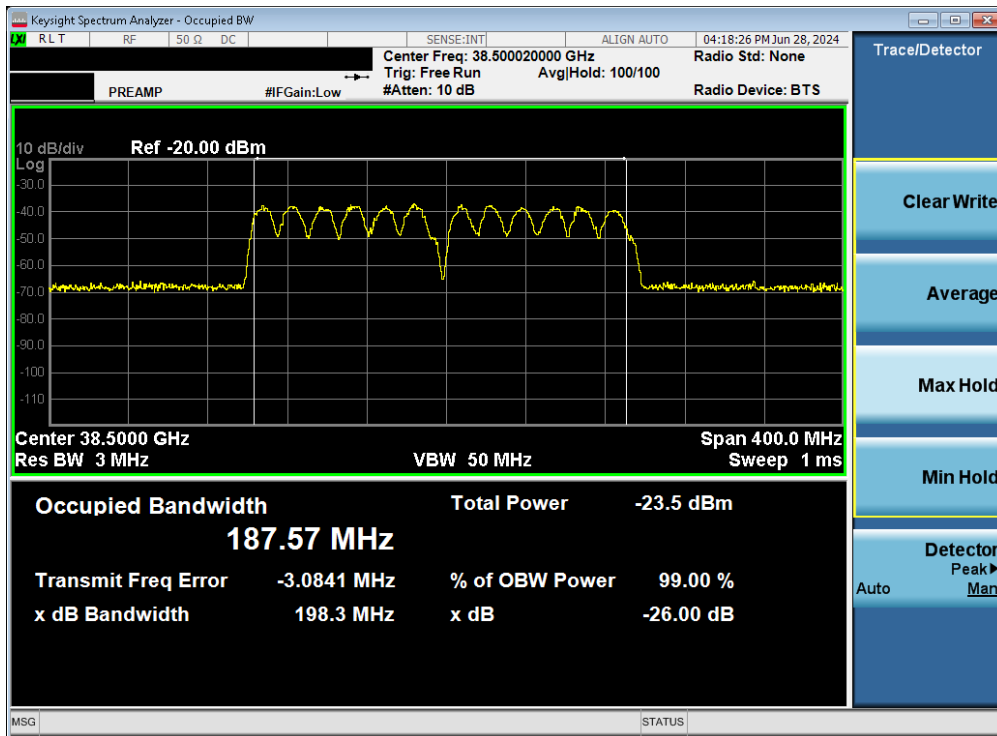 Keysight Spectrum Analyzer - Occupied BW
LXI RLT RF 50 Ω DC SENSE:INT ALIGN AUTO 04:18:26 PM Jun 28, 2024
Center Freq: 38.500020000 GHz Radio Std: None
Trig: Free Run Avg|Hold: 100/100
PREAMP #IFGain:Low #Atten: 10 dB Radio Device: BTS
10 dB/div Ref -20.00 dBm
Log
-30.0
-40.0
-50.0
-60.0
-70.0
-80.0
-90.0
-100
-110
Center 38.5000 GHz Span 400.0 MHz
Res BW 3 MHz VBW 50 MHz Sweep 1 ms
Occupied Bandwidth Total Power -23.5 dBm
187.57 MHz
Transmit Freq Error -3.0841 MHz % of OBW Power 99.00 %
x dB Bandwidth 198.3 MHz x dB -26.00 dB
MSG STATUS
Trace/Detector
Clear Write
Average
Max Hold
Min Hold
Detector
Peak▶
Auto Man